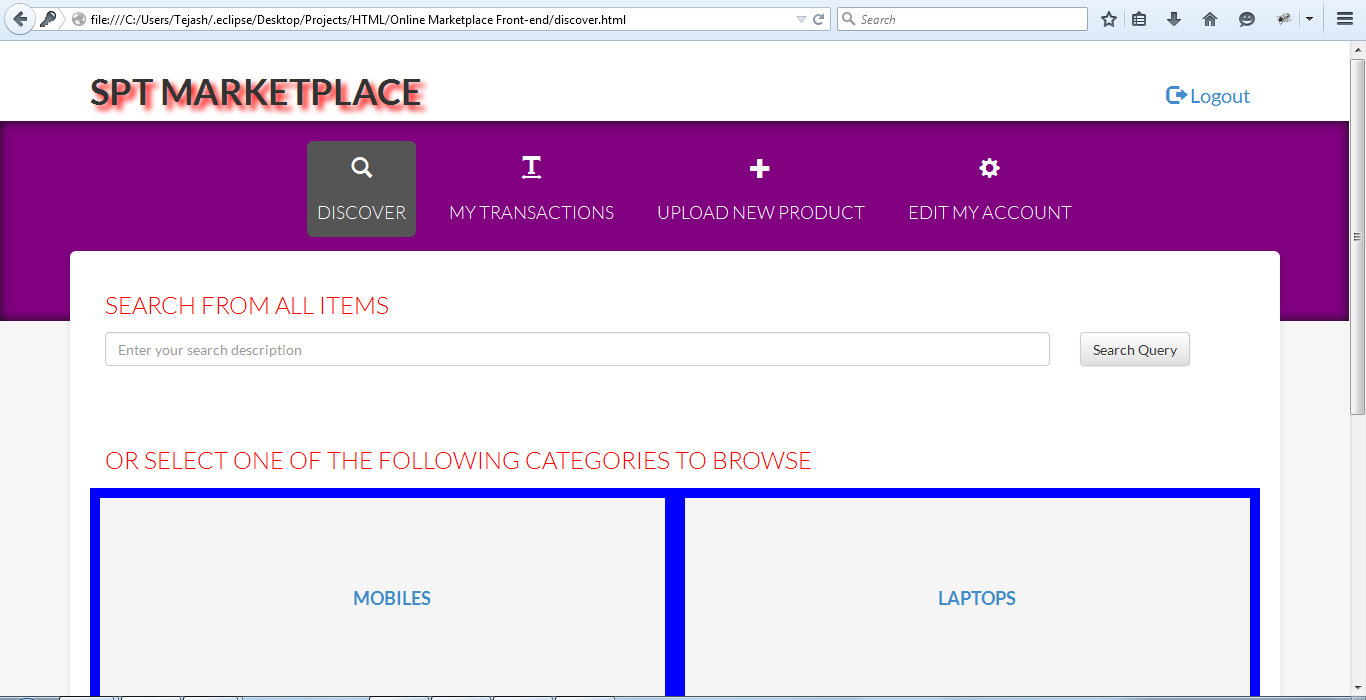 file:///C:/Users/Tejash/.eclipse/Desktop/Projects/HTML/Online Marketplace Front-end/discover.html
Search
SPT MARKETPLACE
Logout
DISCOVER
MY TRANSACTIONS
UPLOAD NEW PRODUCT
EDIT MY ACCOUNT
SEARCH FROM ALL ITEMS
Enter your search description
Search Query
OR SELECT ONE OF THE FOLLOWING CATEGORIES TO BROWSE
MOBILES
LAPTOPS